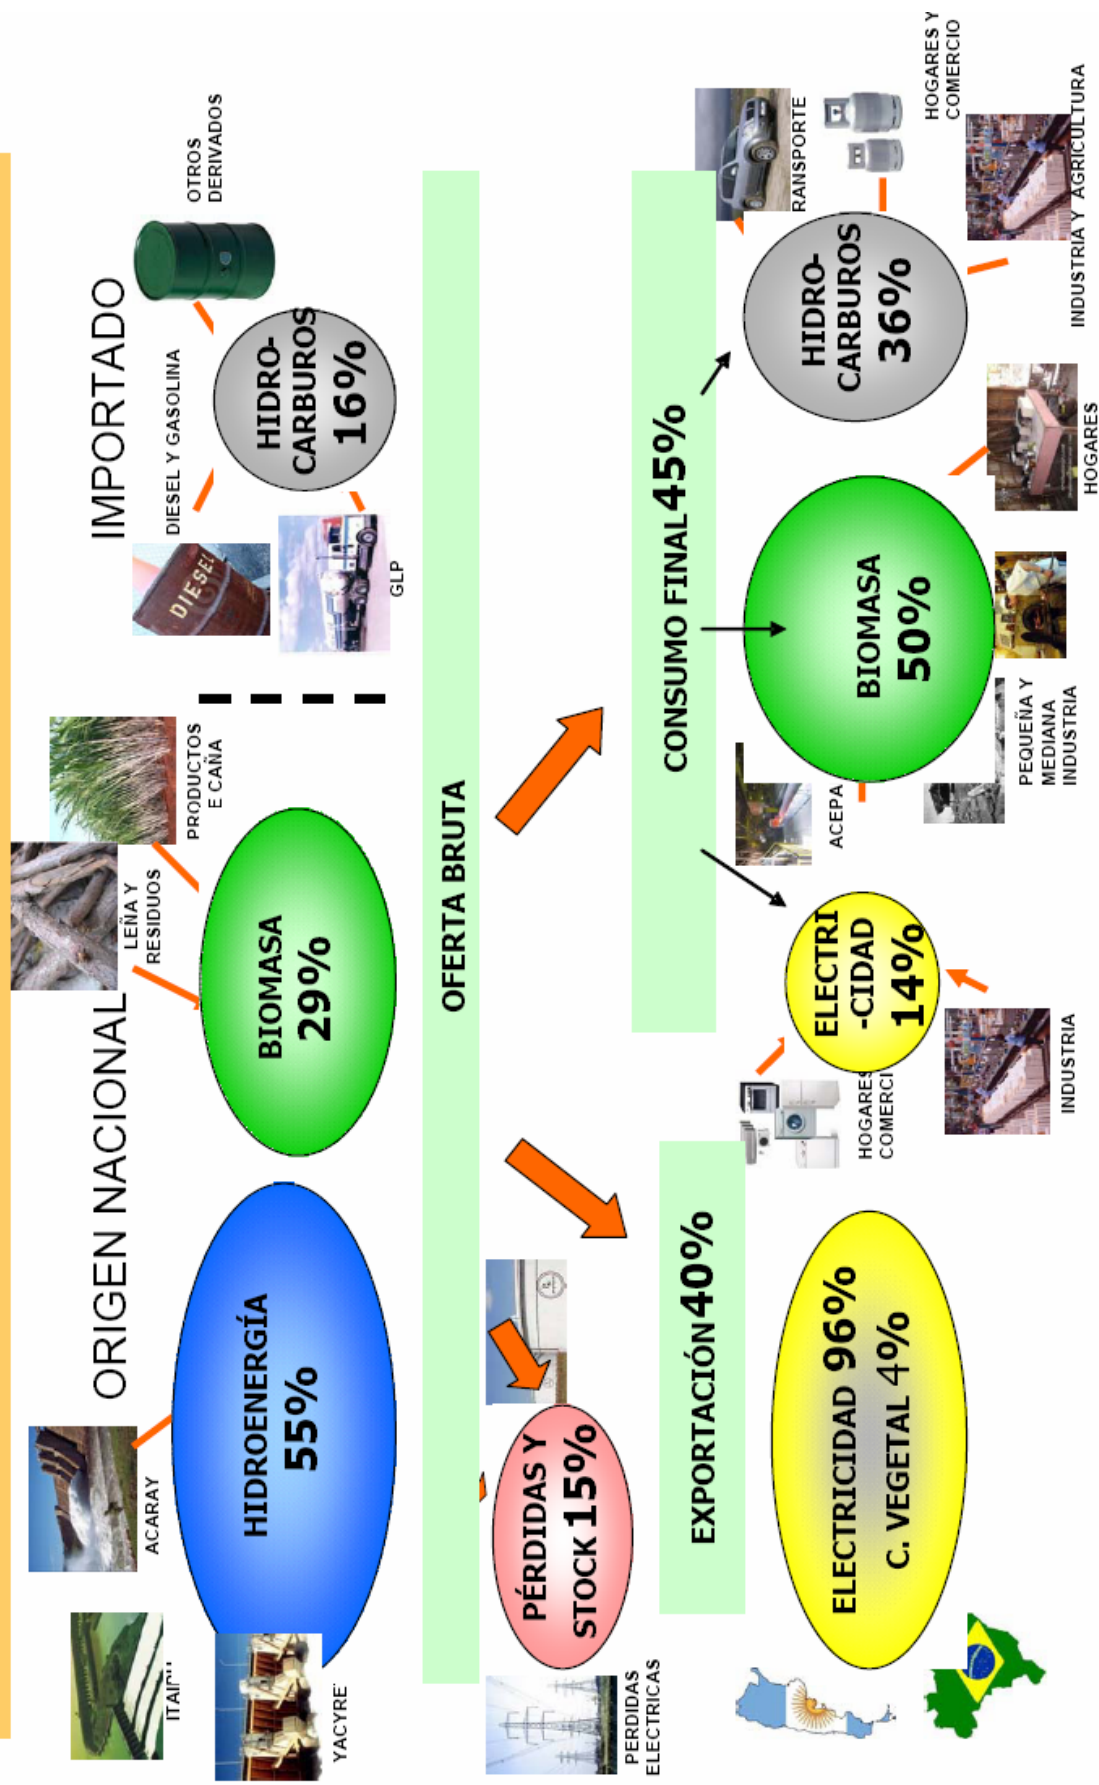 ORIGEN NACIONAL
IMPORTADO
ITAIPU
ACARAY
YACYRE
HIDROENERGÍA
55%
LEÑA Y
RESIDUOS
PRODUCTOS
E CAÑA
BIOMASA
29%
DIESEL Y GASOLINA
DIESEL
OTROS
DERIVADOS
GLP
HIDRO-
CARBUROS
16%
OFERTA BRUTA
PÉRDIDAS Y
STOCK 15%
PERDIDAS
ELECTRICAS
EXPORTACIÓN 40%
ELECTRICIDAD 96%
C. VEGETAL 4%
CONSUMO FINAL 45%
ELECTRI
-CIDAD
14%
HOGARES
COMERCI
INDUSTRIA
BIOMASA
50%
ACEPA
PEQUEÑA Y
MEDIANA
INDUSTRIA
HOGARES
HIDRO-
CARBUROS
36%
RANSPORTE
HOGARES Y
COMERCIO
INDUSTRIA Y AGRICULTURA